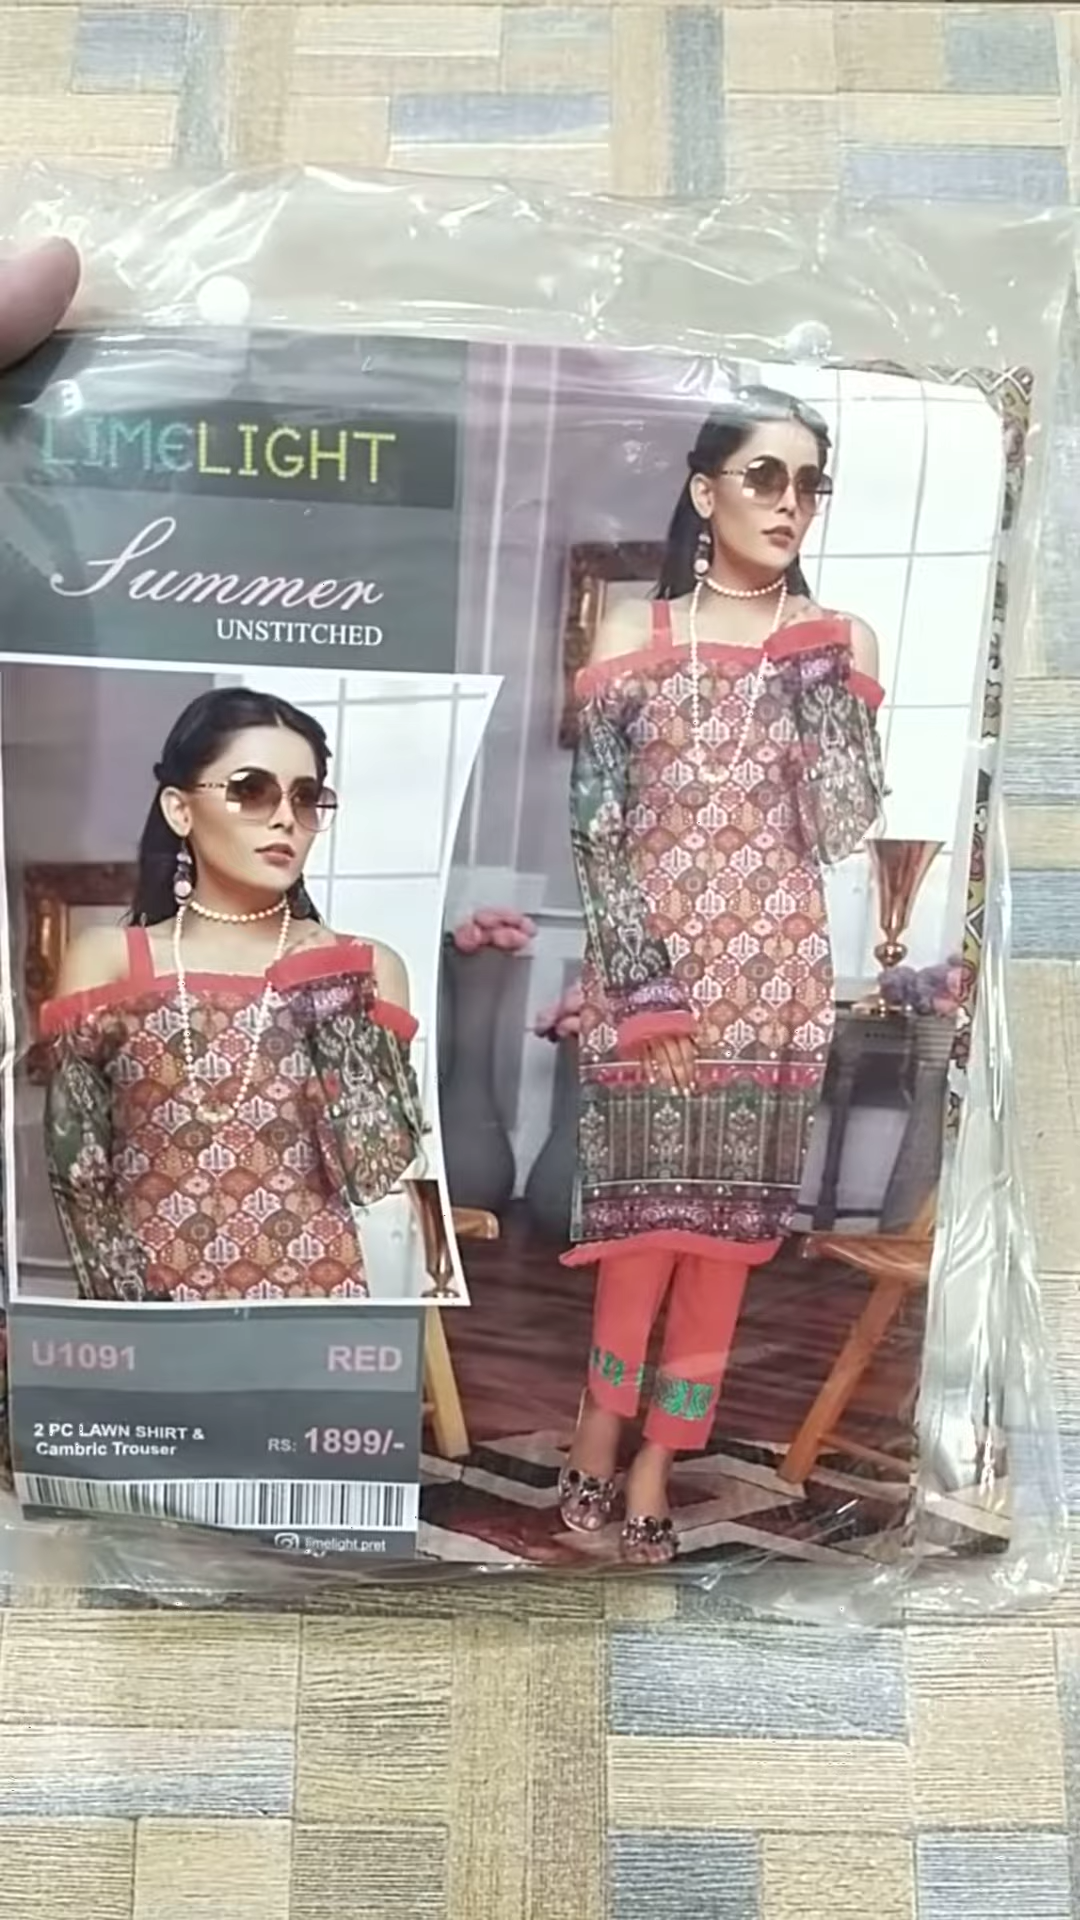 LIMELIGHT
Summer
UNSTITCHED
U1091 RED
2 PC LAWN SHIRT &
Cambric Trouser
RS: 1899/-
limelight.pret